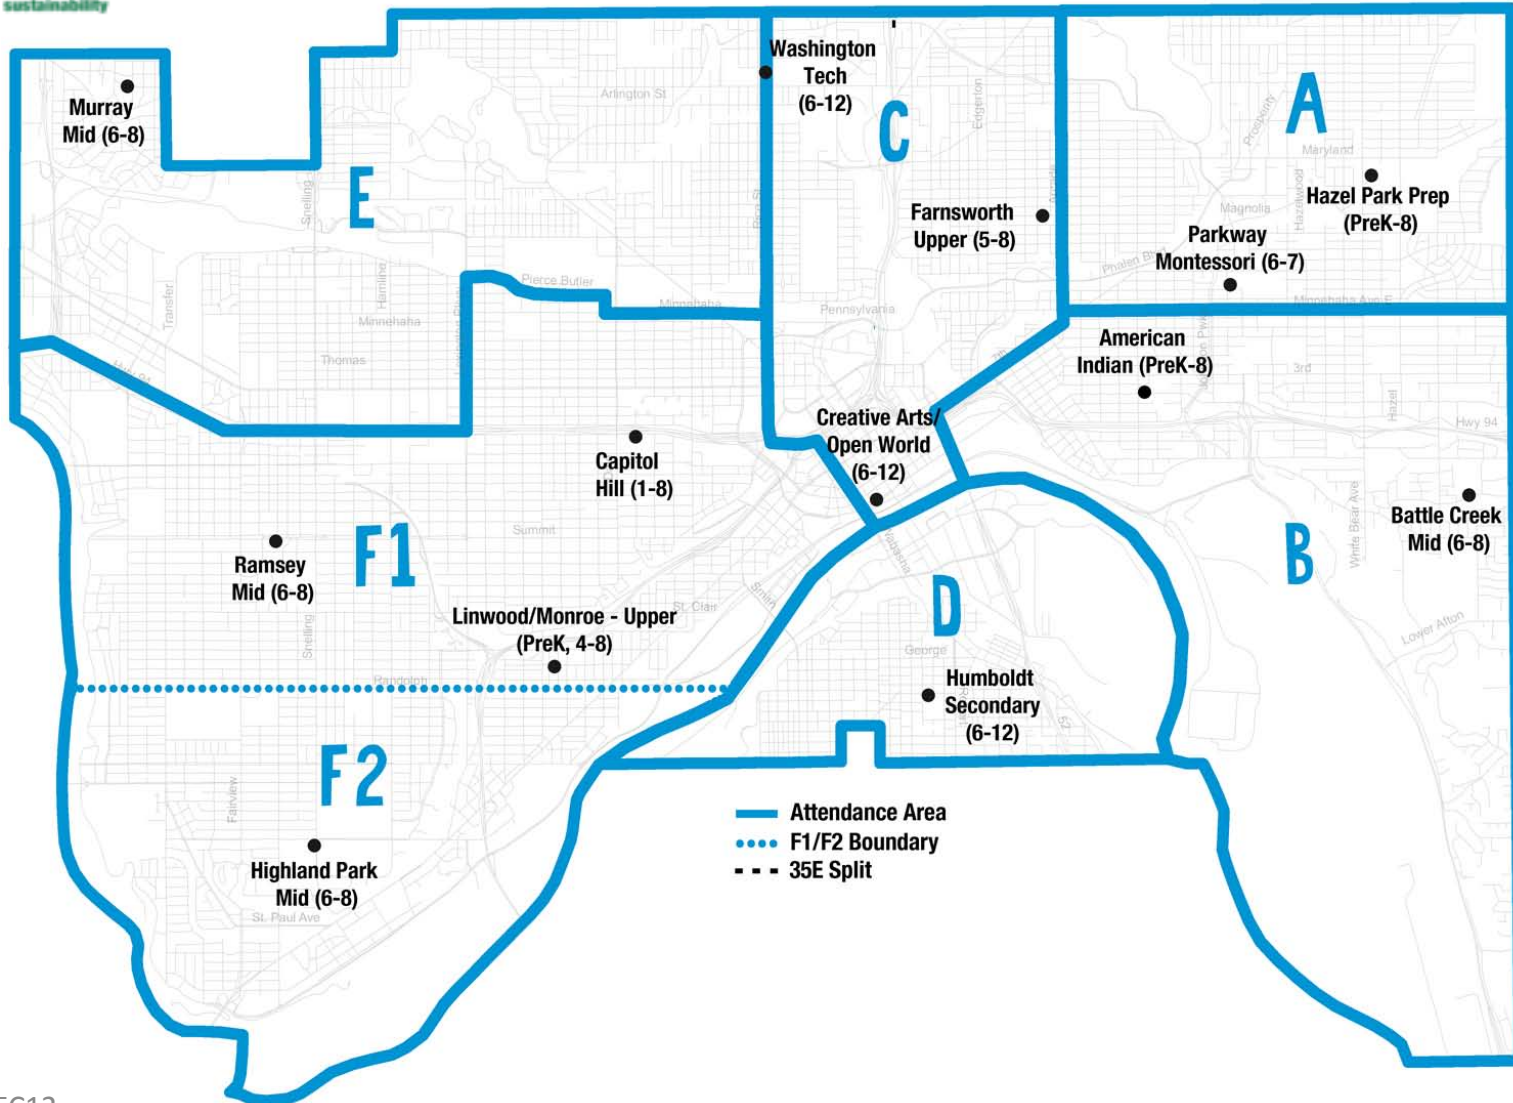 sustainability
Murray
Mid (6-8)
E
Arlington St
Washington
Tech
(6-12)
C
Edgerton
Farnsworth
Upper (5-8)
A
Prosperity
Maryland
Hazelwood
Magnolia
Hazel Park Prep
(PreK-8)
Parkway
Montessori (6-7)
Phalen Blvd
Minnehaha Ave E
Snelling
Transfer
Hamline
Minnehaha
Thomas
Pierce Butler
Minnehaha
Pennsylvania
American
Indian (PreK-8)
3rd
Hazel
Hwy 94
Creative Arts/
Open World
(6-12)
Capitol
Hill (1-8)
Summit
F1
Ramsey
Mid (6-8)
Snelling
Linwood/Monroe - Upper
(PreK, 4-8)
St. Clair
Smith
Wabasha
Randolph
D
George
Humboldt
Secondary
(6-12)
52
B
White Bear Ave
Battle Creek
Mid (6-8)
Lower Afton
F2
Fairview
Highland Park
Mid (6-8)
St. Paul Ave
Attendance Area
F1/F2 Boundary
35E Split